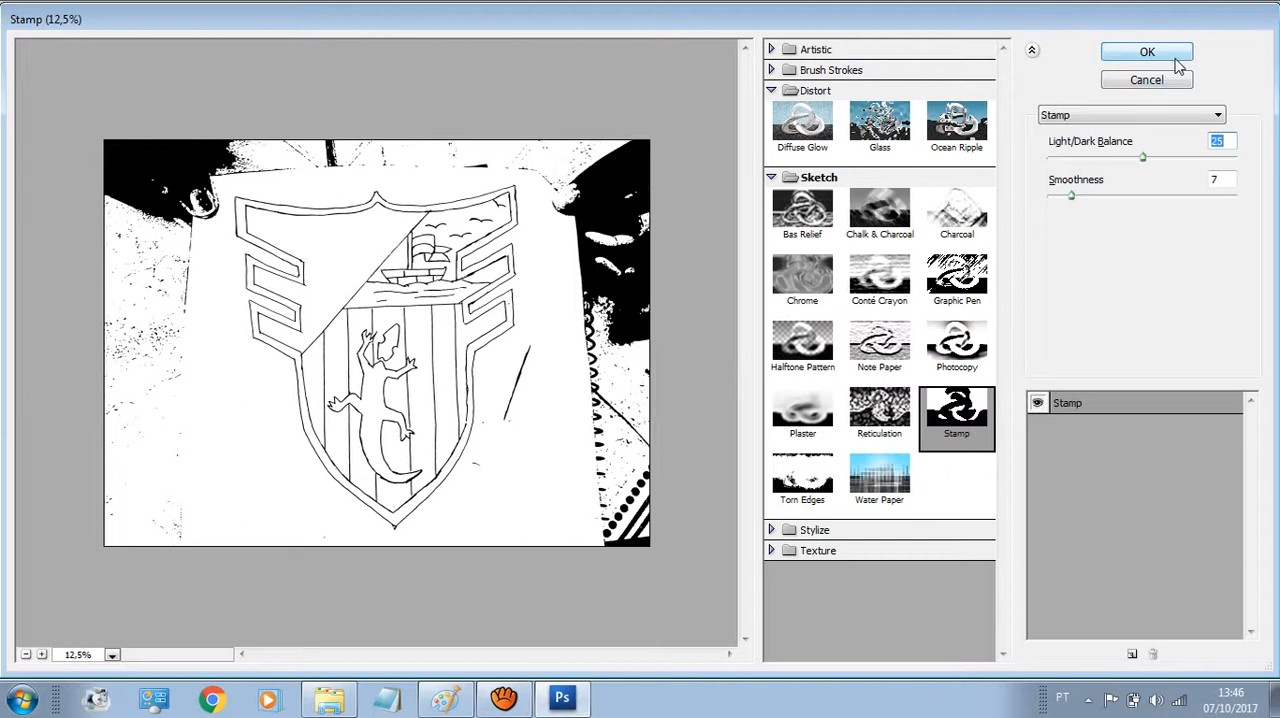 Stamp (12,5%)
Artistic
Brush Strokes
Distort
Diffuse Glow
Glass
Ocean Ripple
Sketch
Bas Relief
Chalk & Charcoal
Charcoal
Chrome
Conté Crayon
Graphic Pen
Halftone Pattern
Note Paper
Photocopy
Plaster
Reticulation
Stamp
Torn Edges
Water Paper
Stylize
Texture
OK
Cancel
Stamp
Light/Dark Balance
25
Smoothness
7
Stamp
12,5%
Ps
PT
13:46
07/10/2017